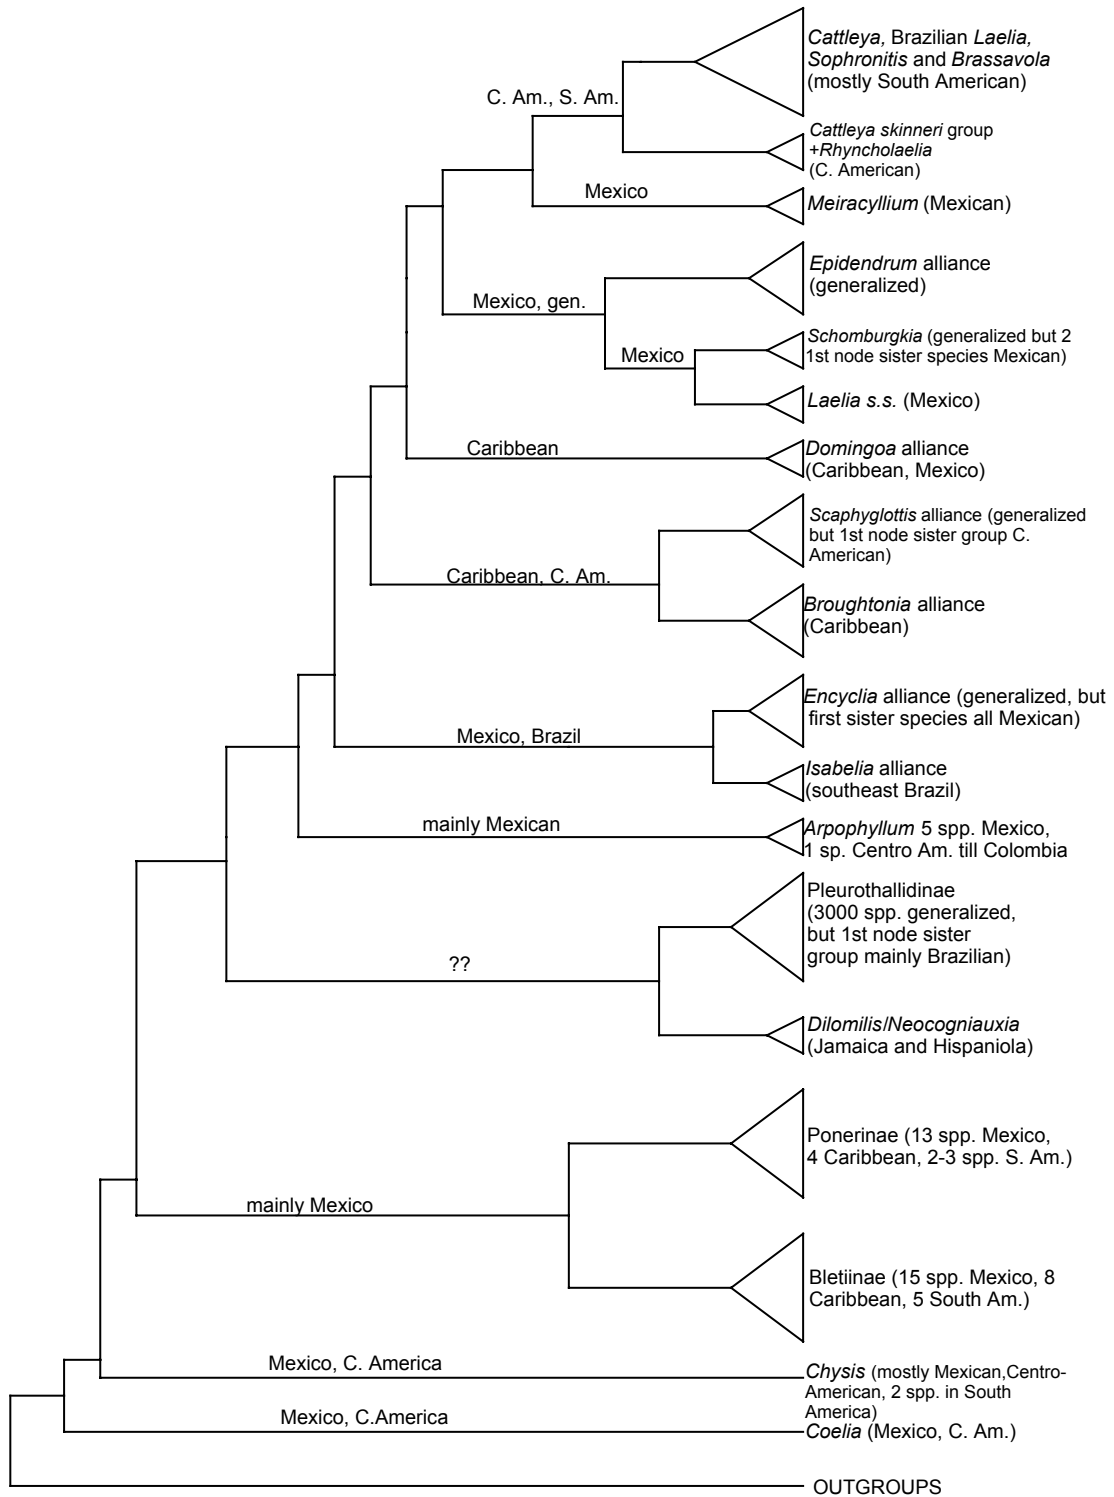 Cattleya, Brazilian Laelia,
Sophronitis and Brassavola
(mostly South American)
C. Am., S. Am.
Cattleya skinneri group
+Rhyncholaelia
(C. American)
Mexico
Meiracyllium (Mexican)
Epidendrum alliance
(generalized)
Mexico, gen.
Schomburgkia (generalized but 2
1st node sister species Mexican)
Mexico
Laelia s.s. (Mexico)
Caribbean
Domingoa alliance
(Caribbean, Mexico)
Scaphyglottis alliance (generalized
but 1st node sister group C.
American)
Caribbean, C. Am.
Broughtonia alliance
(Caribbean)
Encyclia alliance (generalized, but
first sister species all Mexican)
Mexico, Brazil
Isabelia alliance
(southeast Brazil)
mainly Mexican
Arpophyllum 5 spp. Mexico,
1 sp. Centro Am. till Colombia
Pleurothallidinae
(3000 spp. generalized,
but 1st node sister
group mainly Brazilian)
??
Dilomilis/Neocogniauxia
(Jamaica and Hispaniola)
Ponerinae (13 spp. Mexico,
4 Caribbean, 2-3 spp. S. Am.)
mainly Mexico
Bletiinae (15 spp. Mexico, 8
Caribbean, 5 South Am.)
Mexico, C. America
Chysis (mostly Mexican,Centro-
American, 2 spp. in South
America)
Mexico, C.America
Coelia (Mexico, C. Am.)
OUTGROUPS